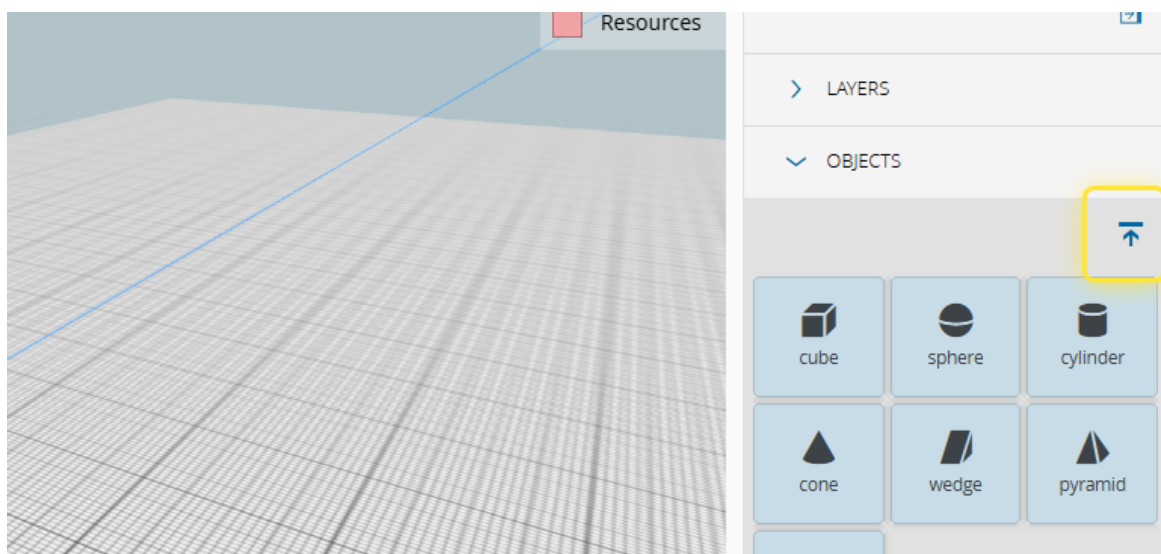 Resources
LAYERS
OBJECTS
cube
sphere
cylinder
cone
wedge
pyramid